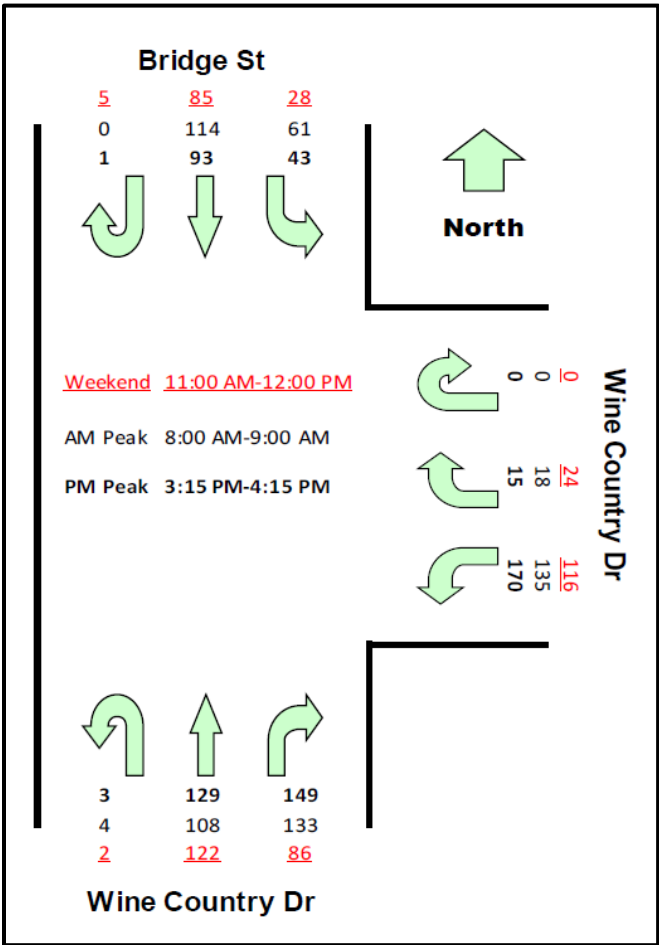 Bridge St
5 85 28
0 114 61
1 93 43
North
Weekend 11:00 AM-12:00 PM
AM Peak 8:00 AM-9:00 AM
PM Peak 3:15 PM-4:15 PM
0 0 0
15 18 24
170 135 116
Wine Country Dr
3 129 149
4 108 133
2 122 86
Wine Country Dr